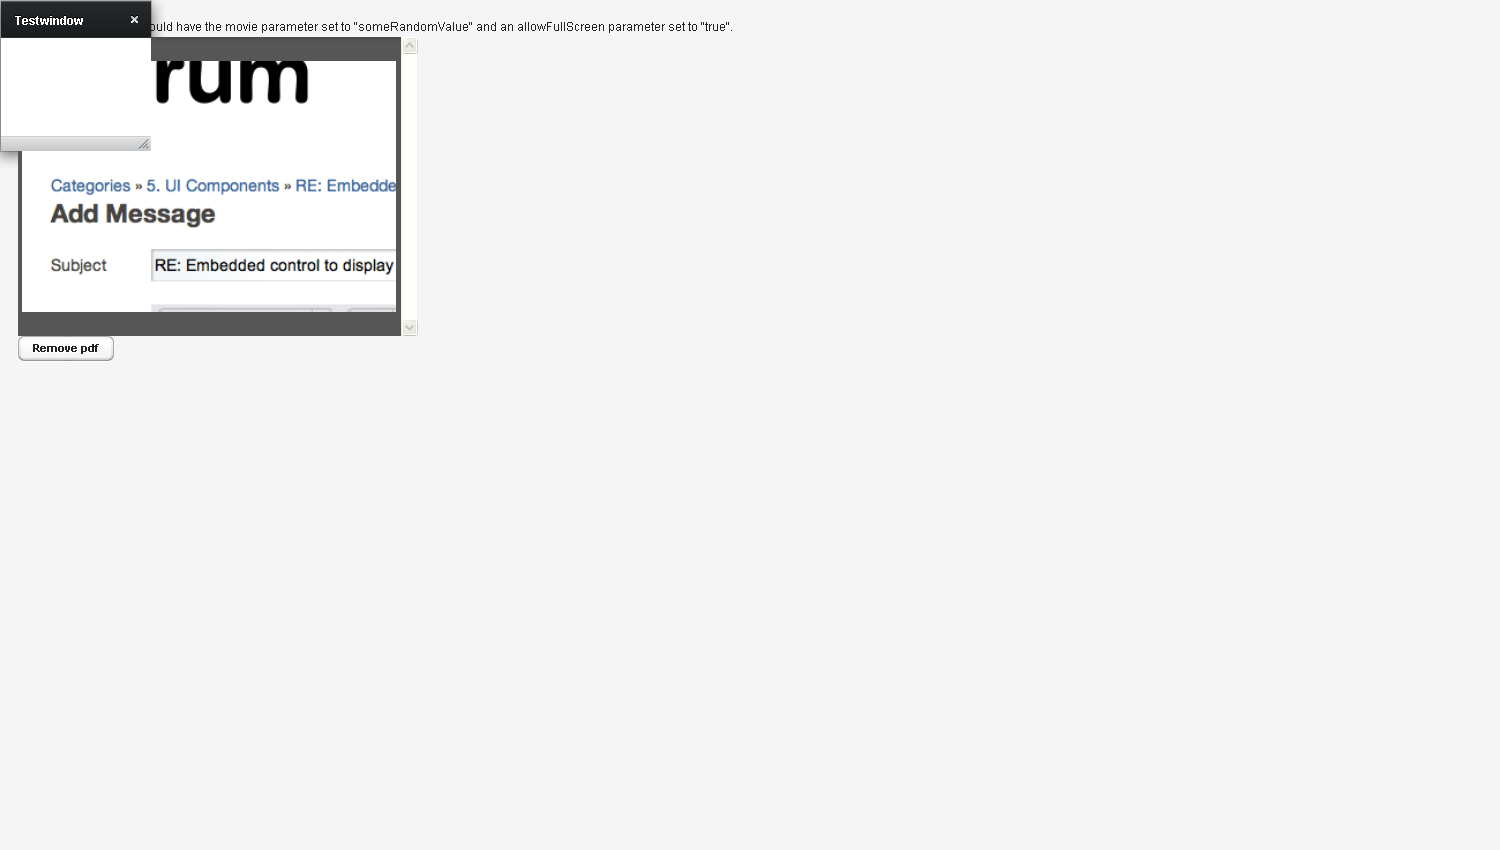 Testwindow
ould have the movie parameter set to "someRandomValue" and an allowFullScreen parameter set to "true".
rum
Categories » 5. UI Components » RE: Embedde
Add Message
Subject
RE: Embedded control to display
Remove pdf